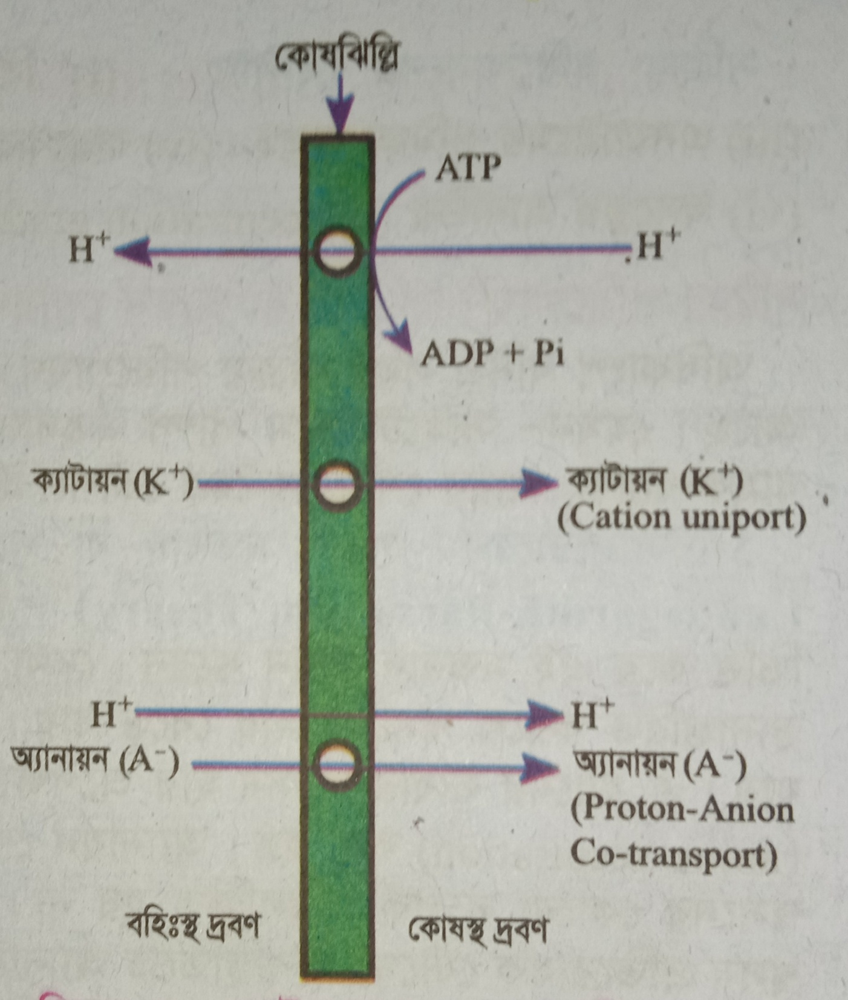 কোষঝিল্লি
ATP
H⁺ H⁺
ADP + Pi
ক্যাটায়ন (K⁺) ক্যাটায়ন (K⁺)
(Cation uniport)
H⁺ H⁺
অ্যানায়ন (A⁻) অ্যানায়ন (A⁻)
(Proton-Anion
Co-transport)
বহিঃস্থ দ্রবণ কোষস্থ দ্রবণ